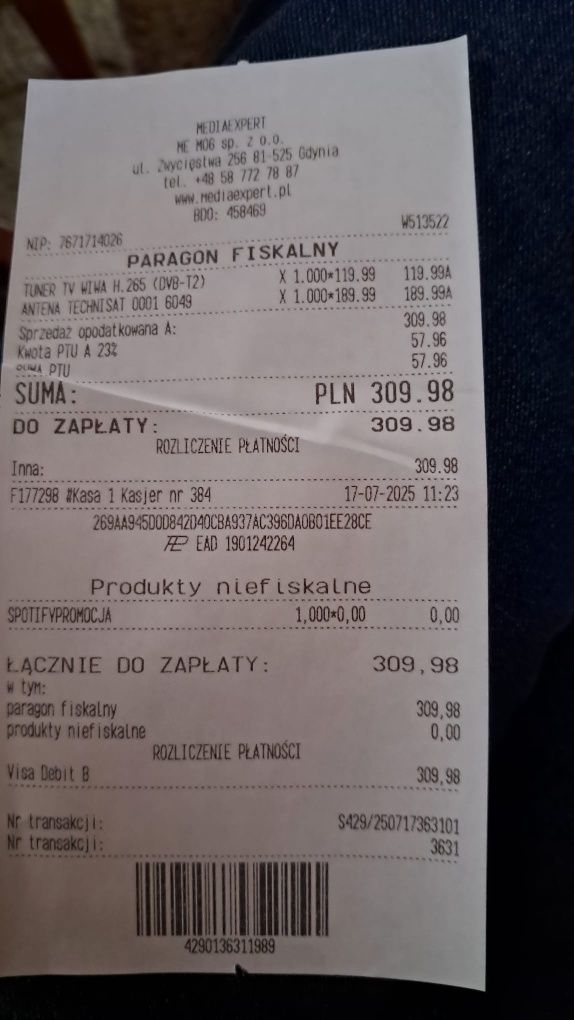 MEDIAEXPERT
ME M06 sp. z o.o.
ul. Zwycięstwa 256 81-525 Gdynia
tel. +48 58 772 78 87
www.mediaexpert.pl
BDO: 458469
NIP: 7671714026 W513522
PARAGON FISKALNY
TUNER TV WIWA H.265 (DVB-T2) X 1.000*119.99 119.99A
ANTENA TECHNISAT 0001 6049 X 1.000*189.99 189.99A
Sprzedaż opodatkowana A: 309.98
Kwota PTU A 23% 57.96
SUMA PTU 57.96
SUMA: PLN 309.98
DO ZAPŁATY: 309.98
ROZLICZENIE PŁATNOŚCI
Inna: 309.98
F177298 #Kasa 1 Kasjer nr 384 17-07-2025 11:23
269AA945D0D842D40CBA937AC396DA0B01EE28CE
EAD 1901242264
Produkty niefiskalne
SPOTIFYPROMOCJA 1,000*0,00 0,00
ŁĄCZNIE DO ZAPŁATY: 309,98
w tym:
paragon fiskalny 309,98
produkty niefiskalne 0,00
ROZLICZENIE PŁATNOŚCI
Visa Debit B 309,98
Nr transakcji: S429/250717363101
Nr transakcji: 3631
4290136311989